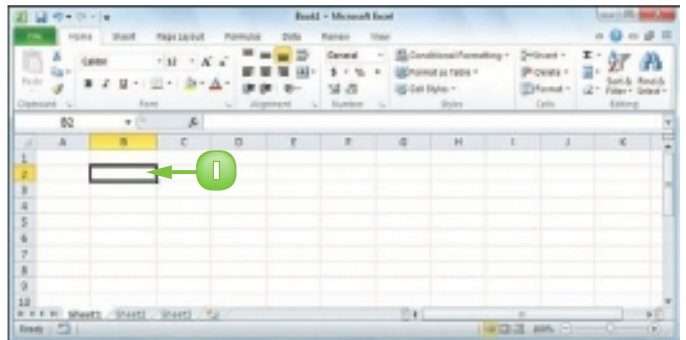 Book1 - Microsoft Excel
File Home Insert Page Layout Formulas Data Review View
Paste
Calibri 11 A A
B I U A
General
$ %
Conditional Formatting
Format as Table
Cell Styles
Insert
Delete
Format
Σ
Sort & Filter
Find & Select
Clipboard Font Alignment Number Styles Cells Editing
B2
A B C D E F G H I J K
1
2
1
3
4
5
6
7
8
9
10
Sheet1 Sheet2 Sheet3
Ready 100%